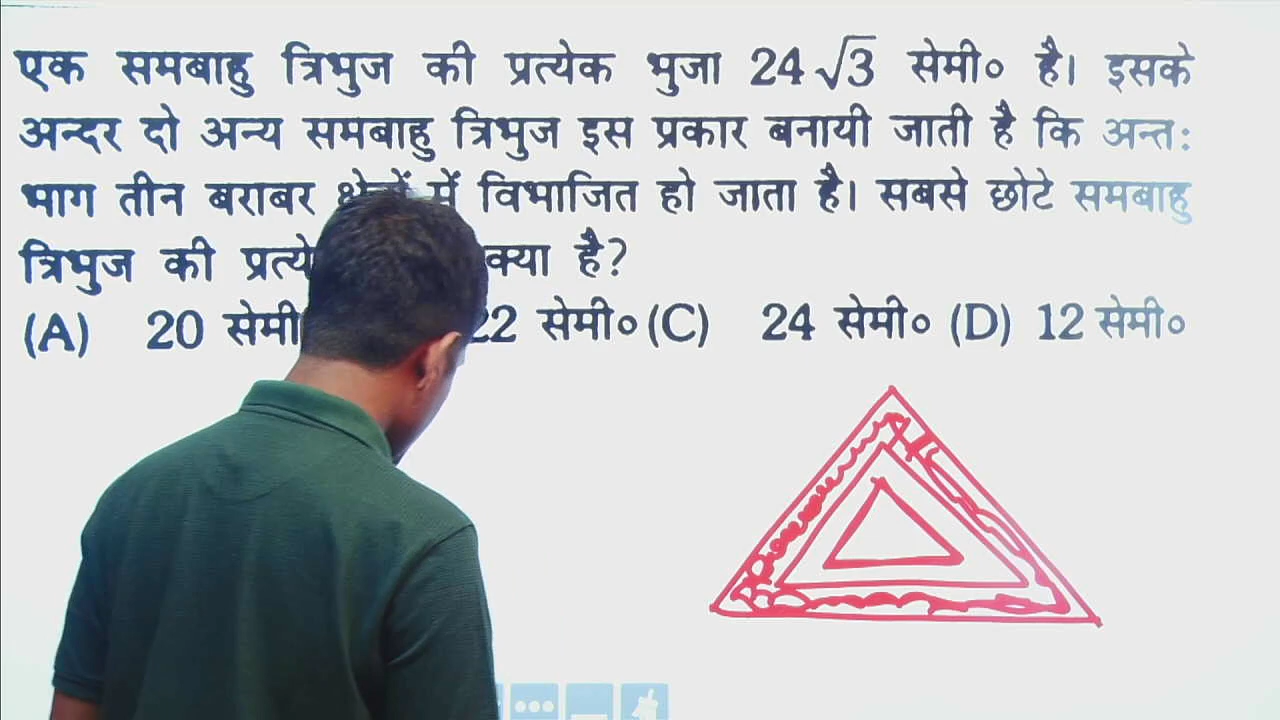 एक समबाहु त्रिभुज की प्रत्येक भुजा 24√3 सेमी० है। इसके
अन्दर दो अन्य समबाहु त्रिभुज इस प्रकार बनायी जाती है कि अन्तः
भाग तीन बराबर में विभाजित हो जाता है। सबसे छोटे समबाहु
त्रिभुज की क्या है?
(A) 20 सेमी 22 सेमी० (C) 24 सेमी० (D) 12 सेमी०